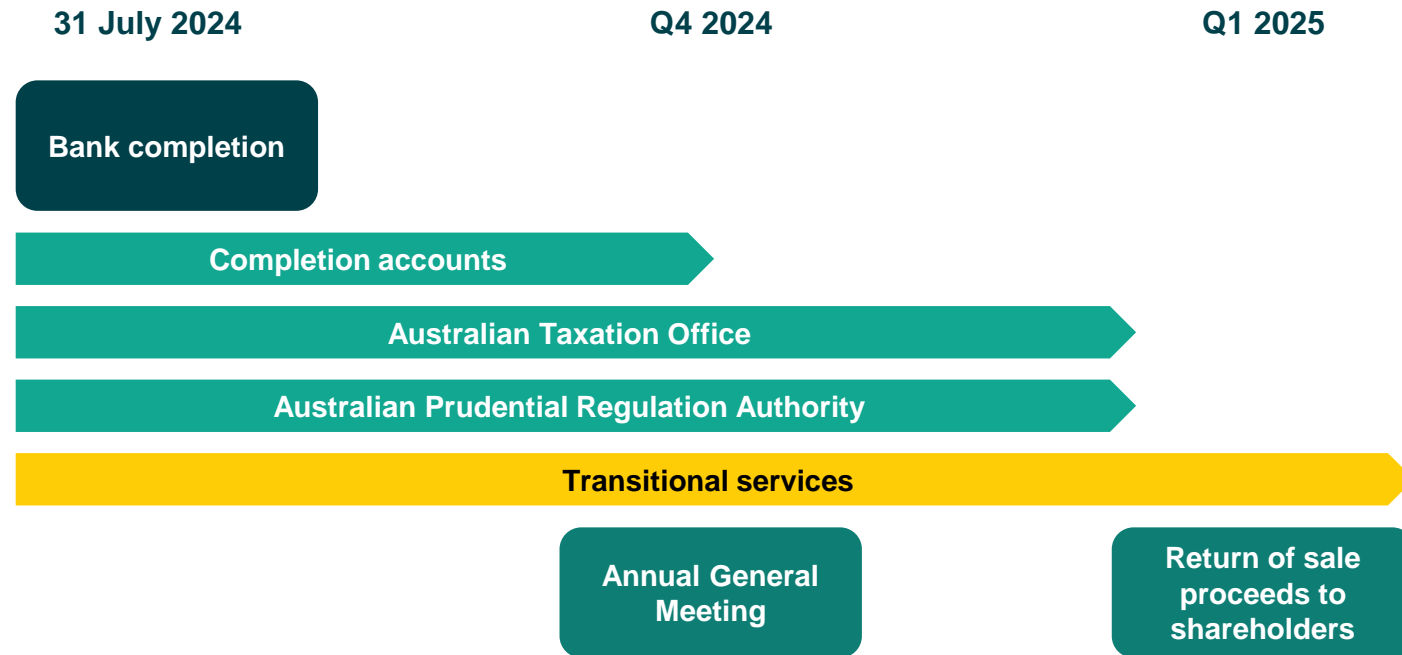 31 July 2024
Q4 2024
Q1 2025
Bank completion
Completion accounts
Australian Taxation Office
Australian Prudential Regulation Authority
Transitional services
Annual General
Meeting
Return of sale
proceeds to
shareholders